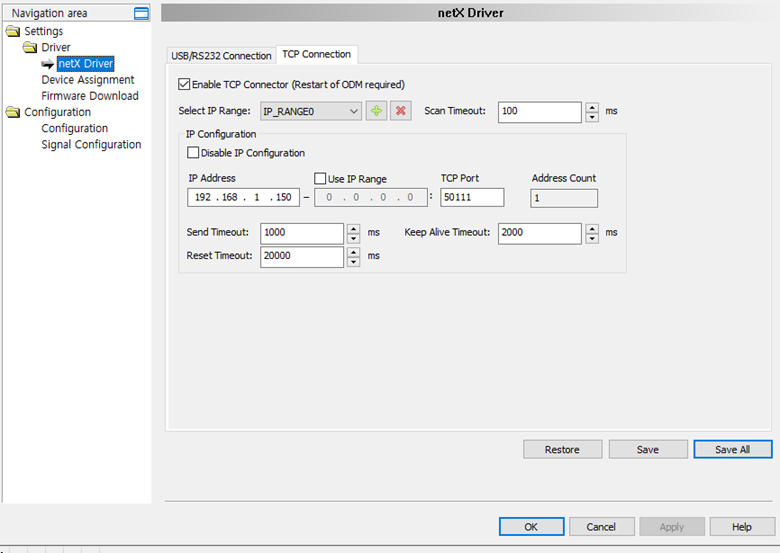 Navigation area
netX Driver
Settings
Driver
netX Driver
Device Assignment
Firmware Download
Configuration
Configuration
Signal Configuration
USB/RS232 Connection TCP Connection
Enable TCP Connector (Restart of ODM required)
Select IP Range: IP_RANGE0 Scan Timeout: 100 ms
IP Configuration
Disable IP Configuration
IP Address Use IP Range TCP Port Address Count
192 . 168 . 1 . 150 – 0 . 0 . 0 . 0 : 50111 1
Send Timeout: 1000 ms Keep Alive Timeout: 2000 ms
Reset Timeout: 20000 ms
Restore Save Save All
OK Cancel Apply Help